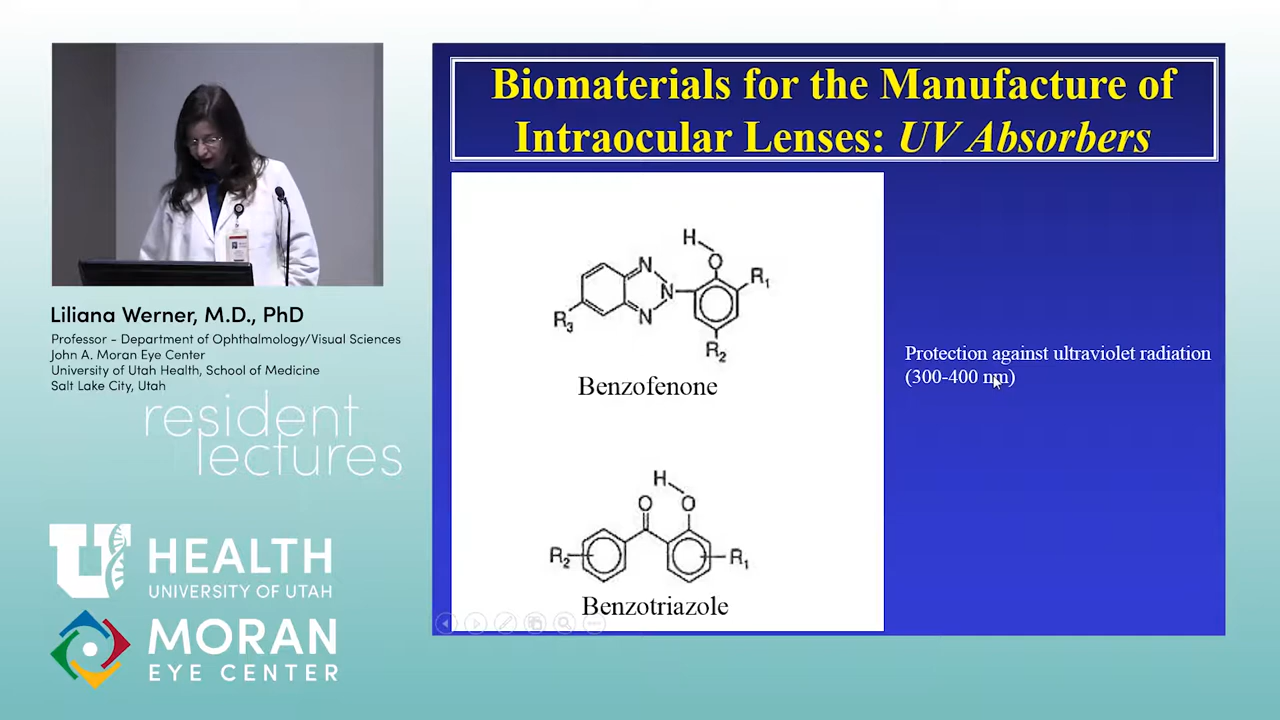 Biomaterials for the Manufacture of
Intraocular Lenses: UV Absorbers
H
O
N
N
N
R1
R3
R2
Benzofenone
Protection against ultraviolet radiation
(300-400 nm)
H
O
O
R2
R1
Benzotriazole
Liliana Werner, M.D., PhD
Professor - Department of Ophthalmology/Visual Sciences
John A. Moran Eye Center
University of Utah Health, School of Medicine
Salt Lake City, Utah
resident
lectures
U HEALTH
UNIVERSITY OF UTAH
MORAN
EYE CENTER